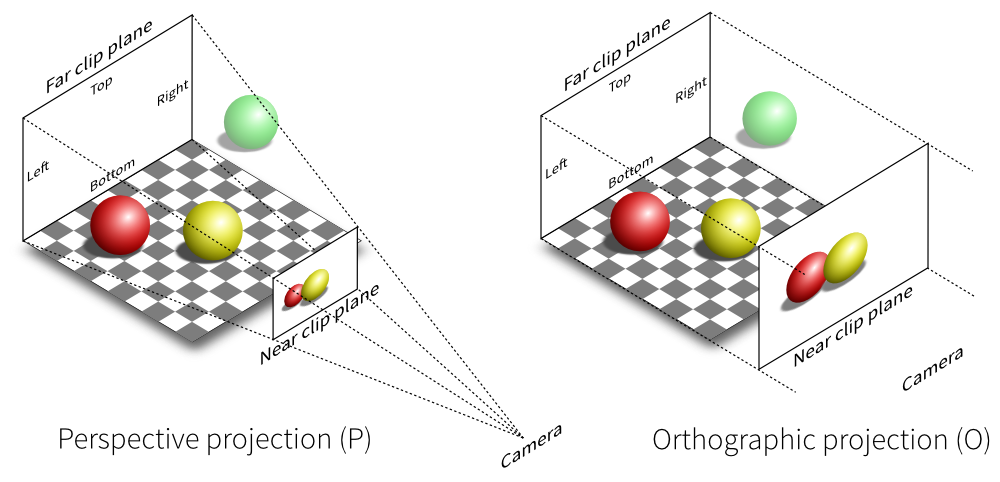 Far clip plane
Top
Right
Left
Bottom
Near clip plane
Camera
Perspective projection (P)
Far clip plane
Top
Right
Left
Bottom
Near clip plane
Camera
Orthographic projection (O)